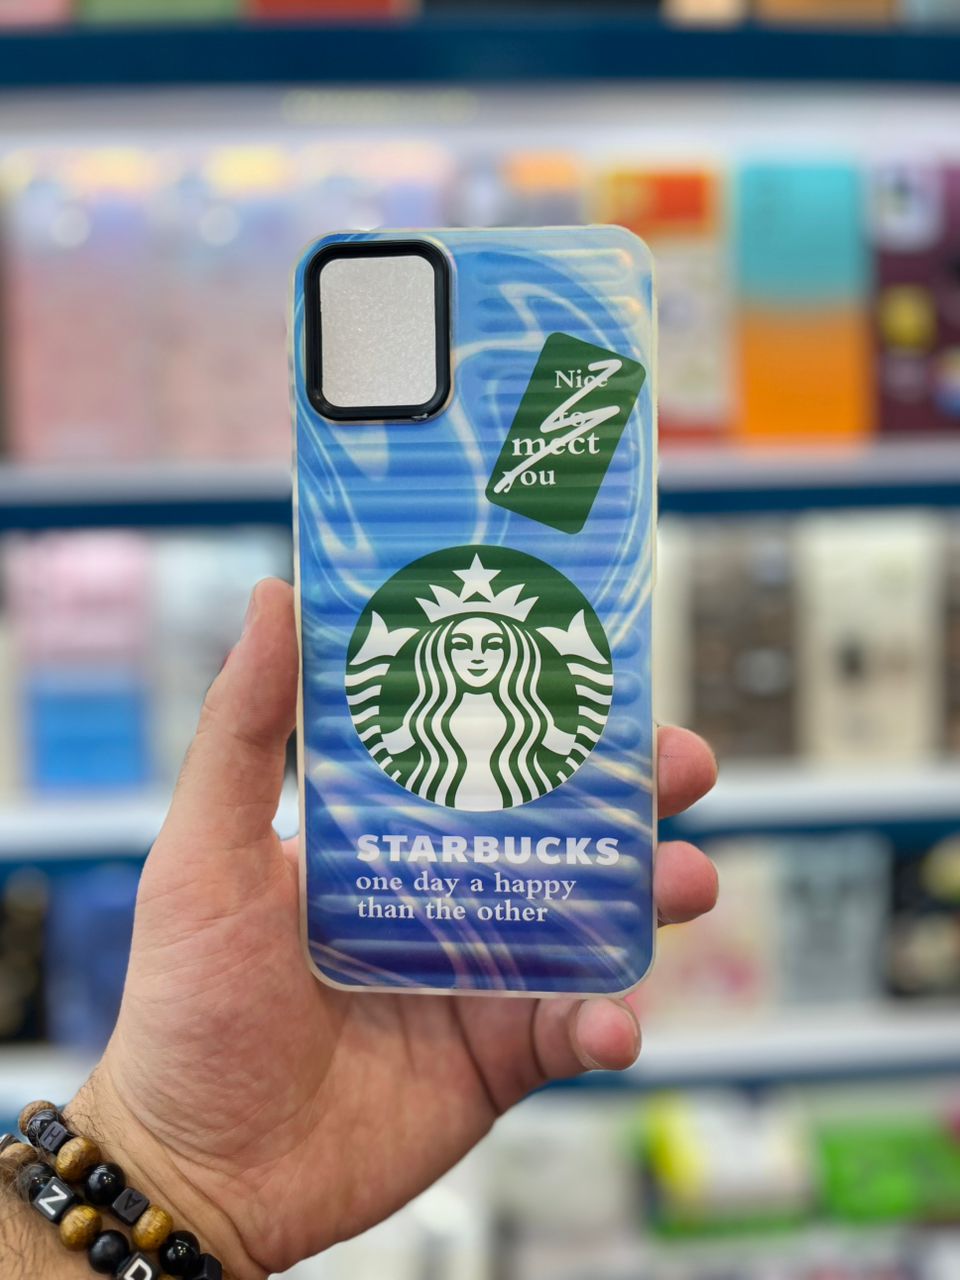 Nice
to
meet
you
STARBUCKS
one day a happy
than the other
H
A
Z
D